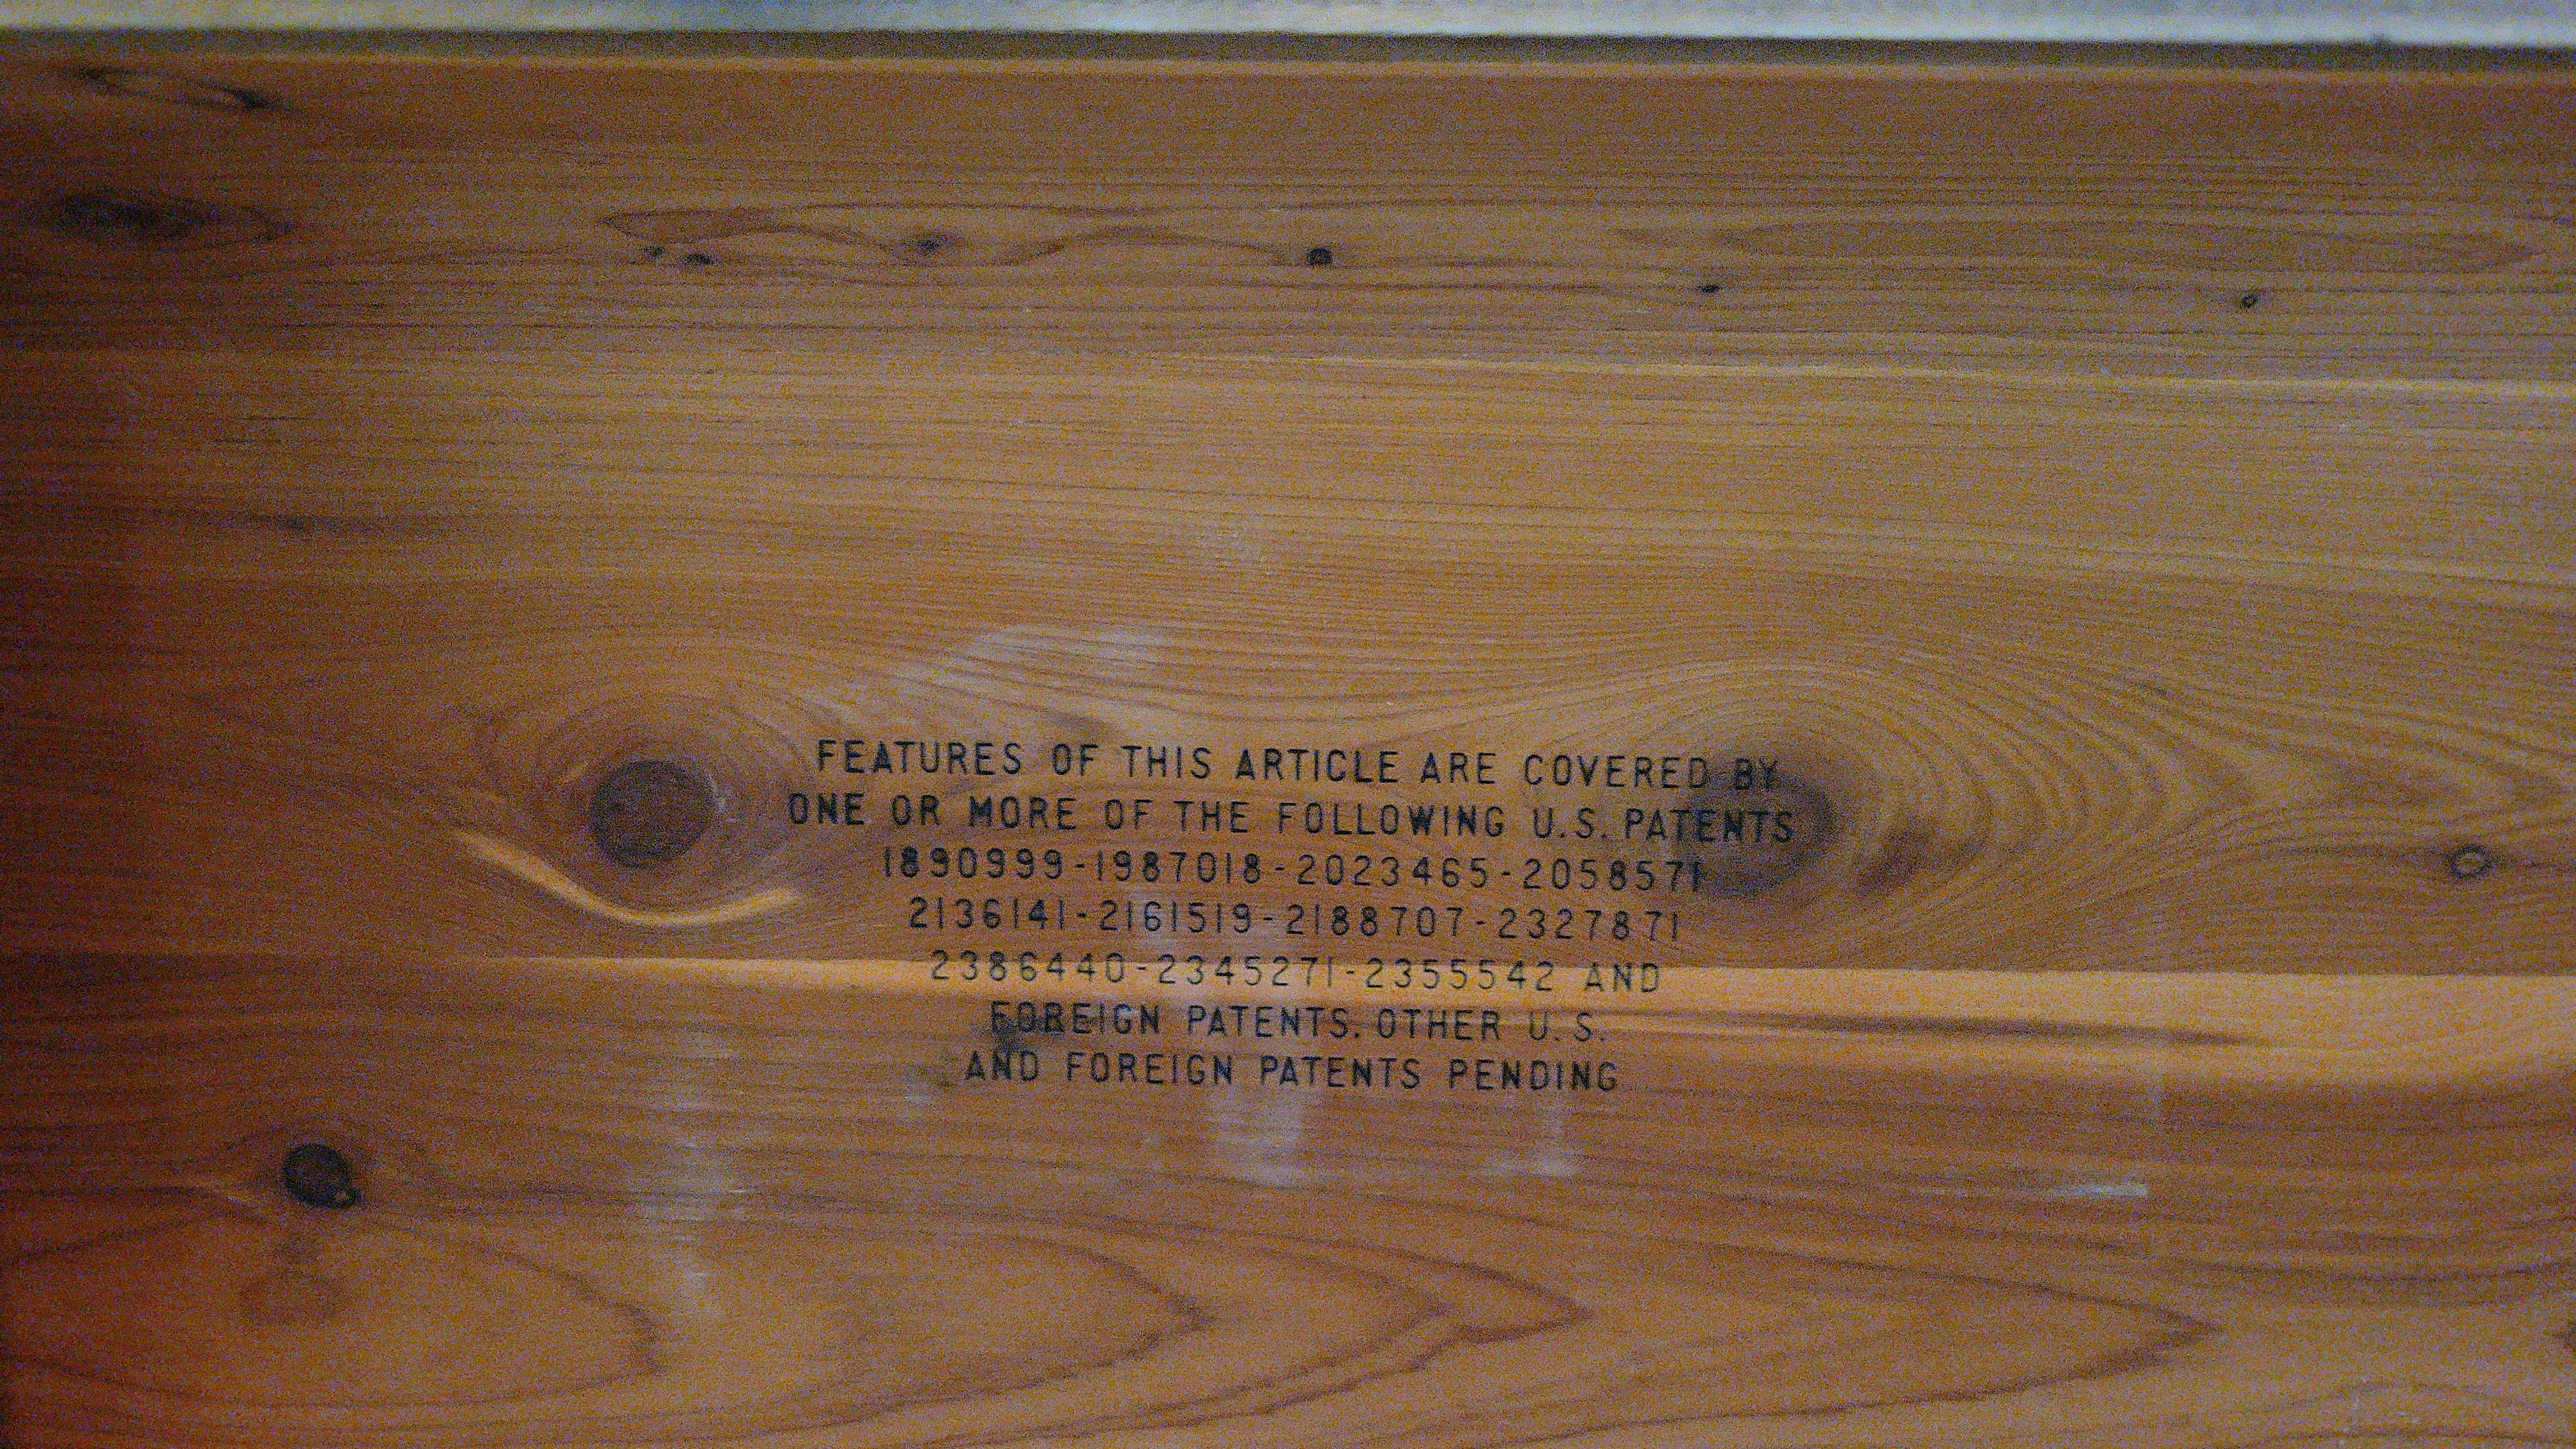 FEATURES OF THIS ARTICLE ARE COVERED BY
ONE OR MORE OF THE FOLLOWING U.S. PATENTS
1890999-1987018-2023465-2058571
2136141-2161519-2188707-2327871
2386440-2345271-2355542 AND
FOREIGN PATENTS. OTHER U.S.
AND FOREIGN PATENTS PENDING